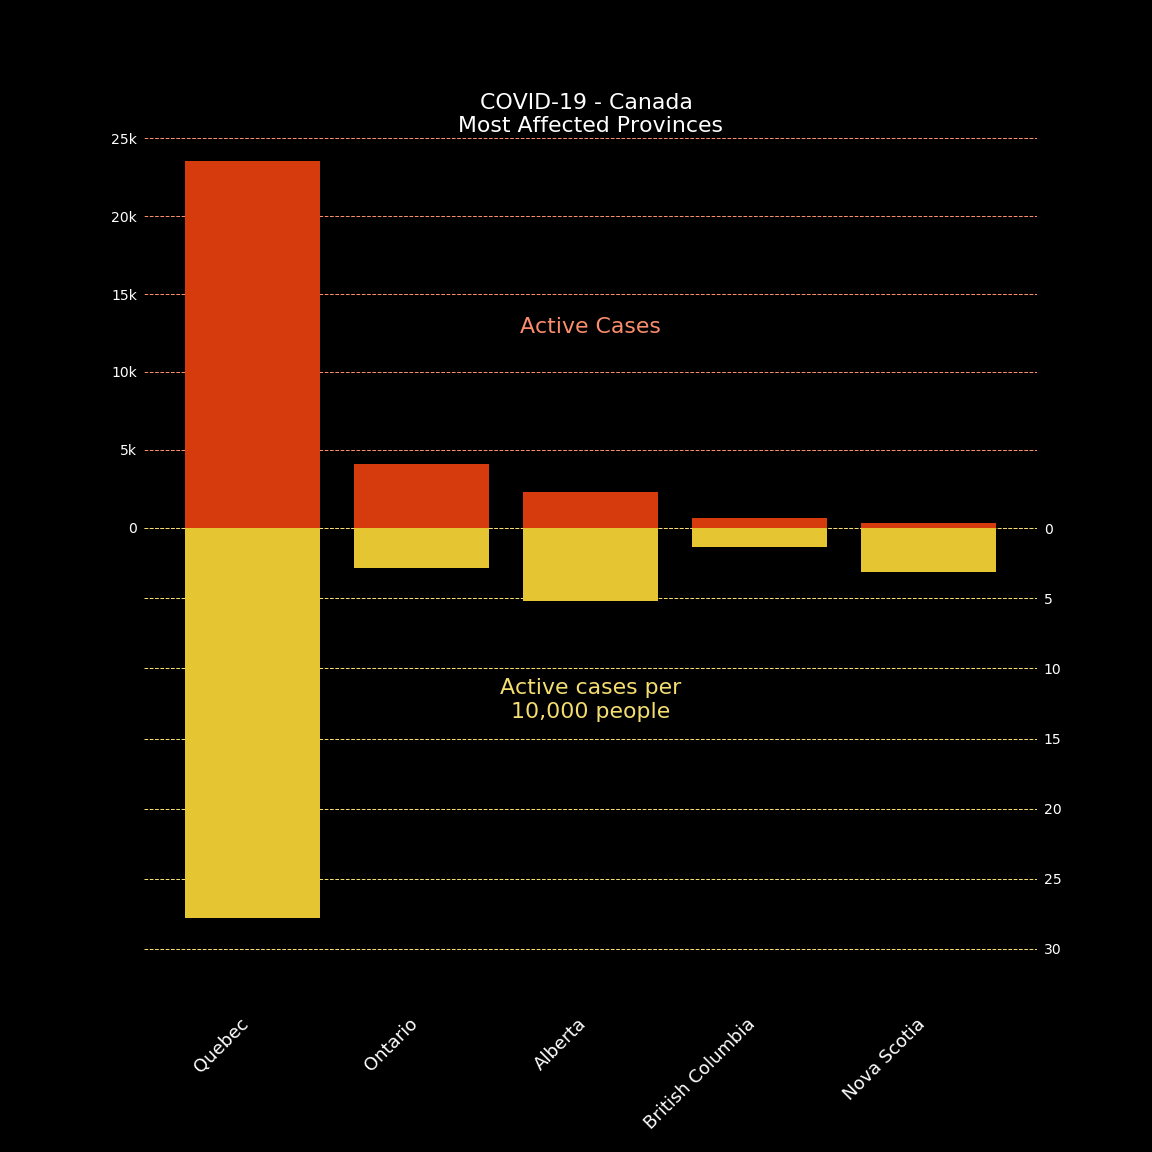 COVID-19 - Canada
Most Affected Provinces
25k
20k
15k
Active Cases
10k
5k
0
0
5
10
Active cases per
10,000 people
15
20
25
30
Quebec
Ontario
Alberta
British Columbia
Nova Scotia